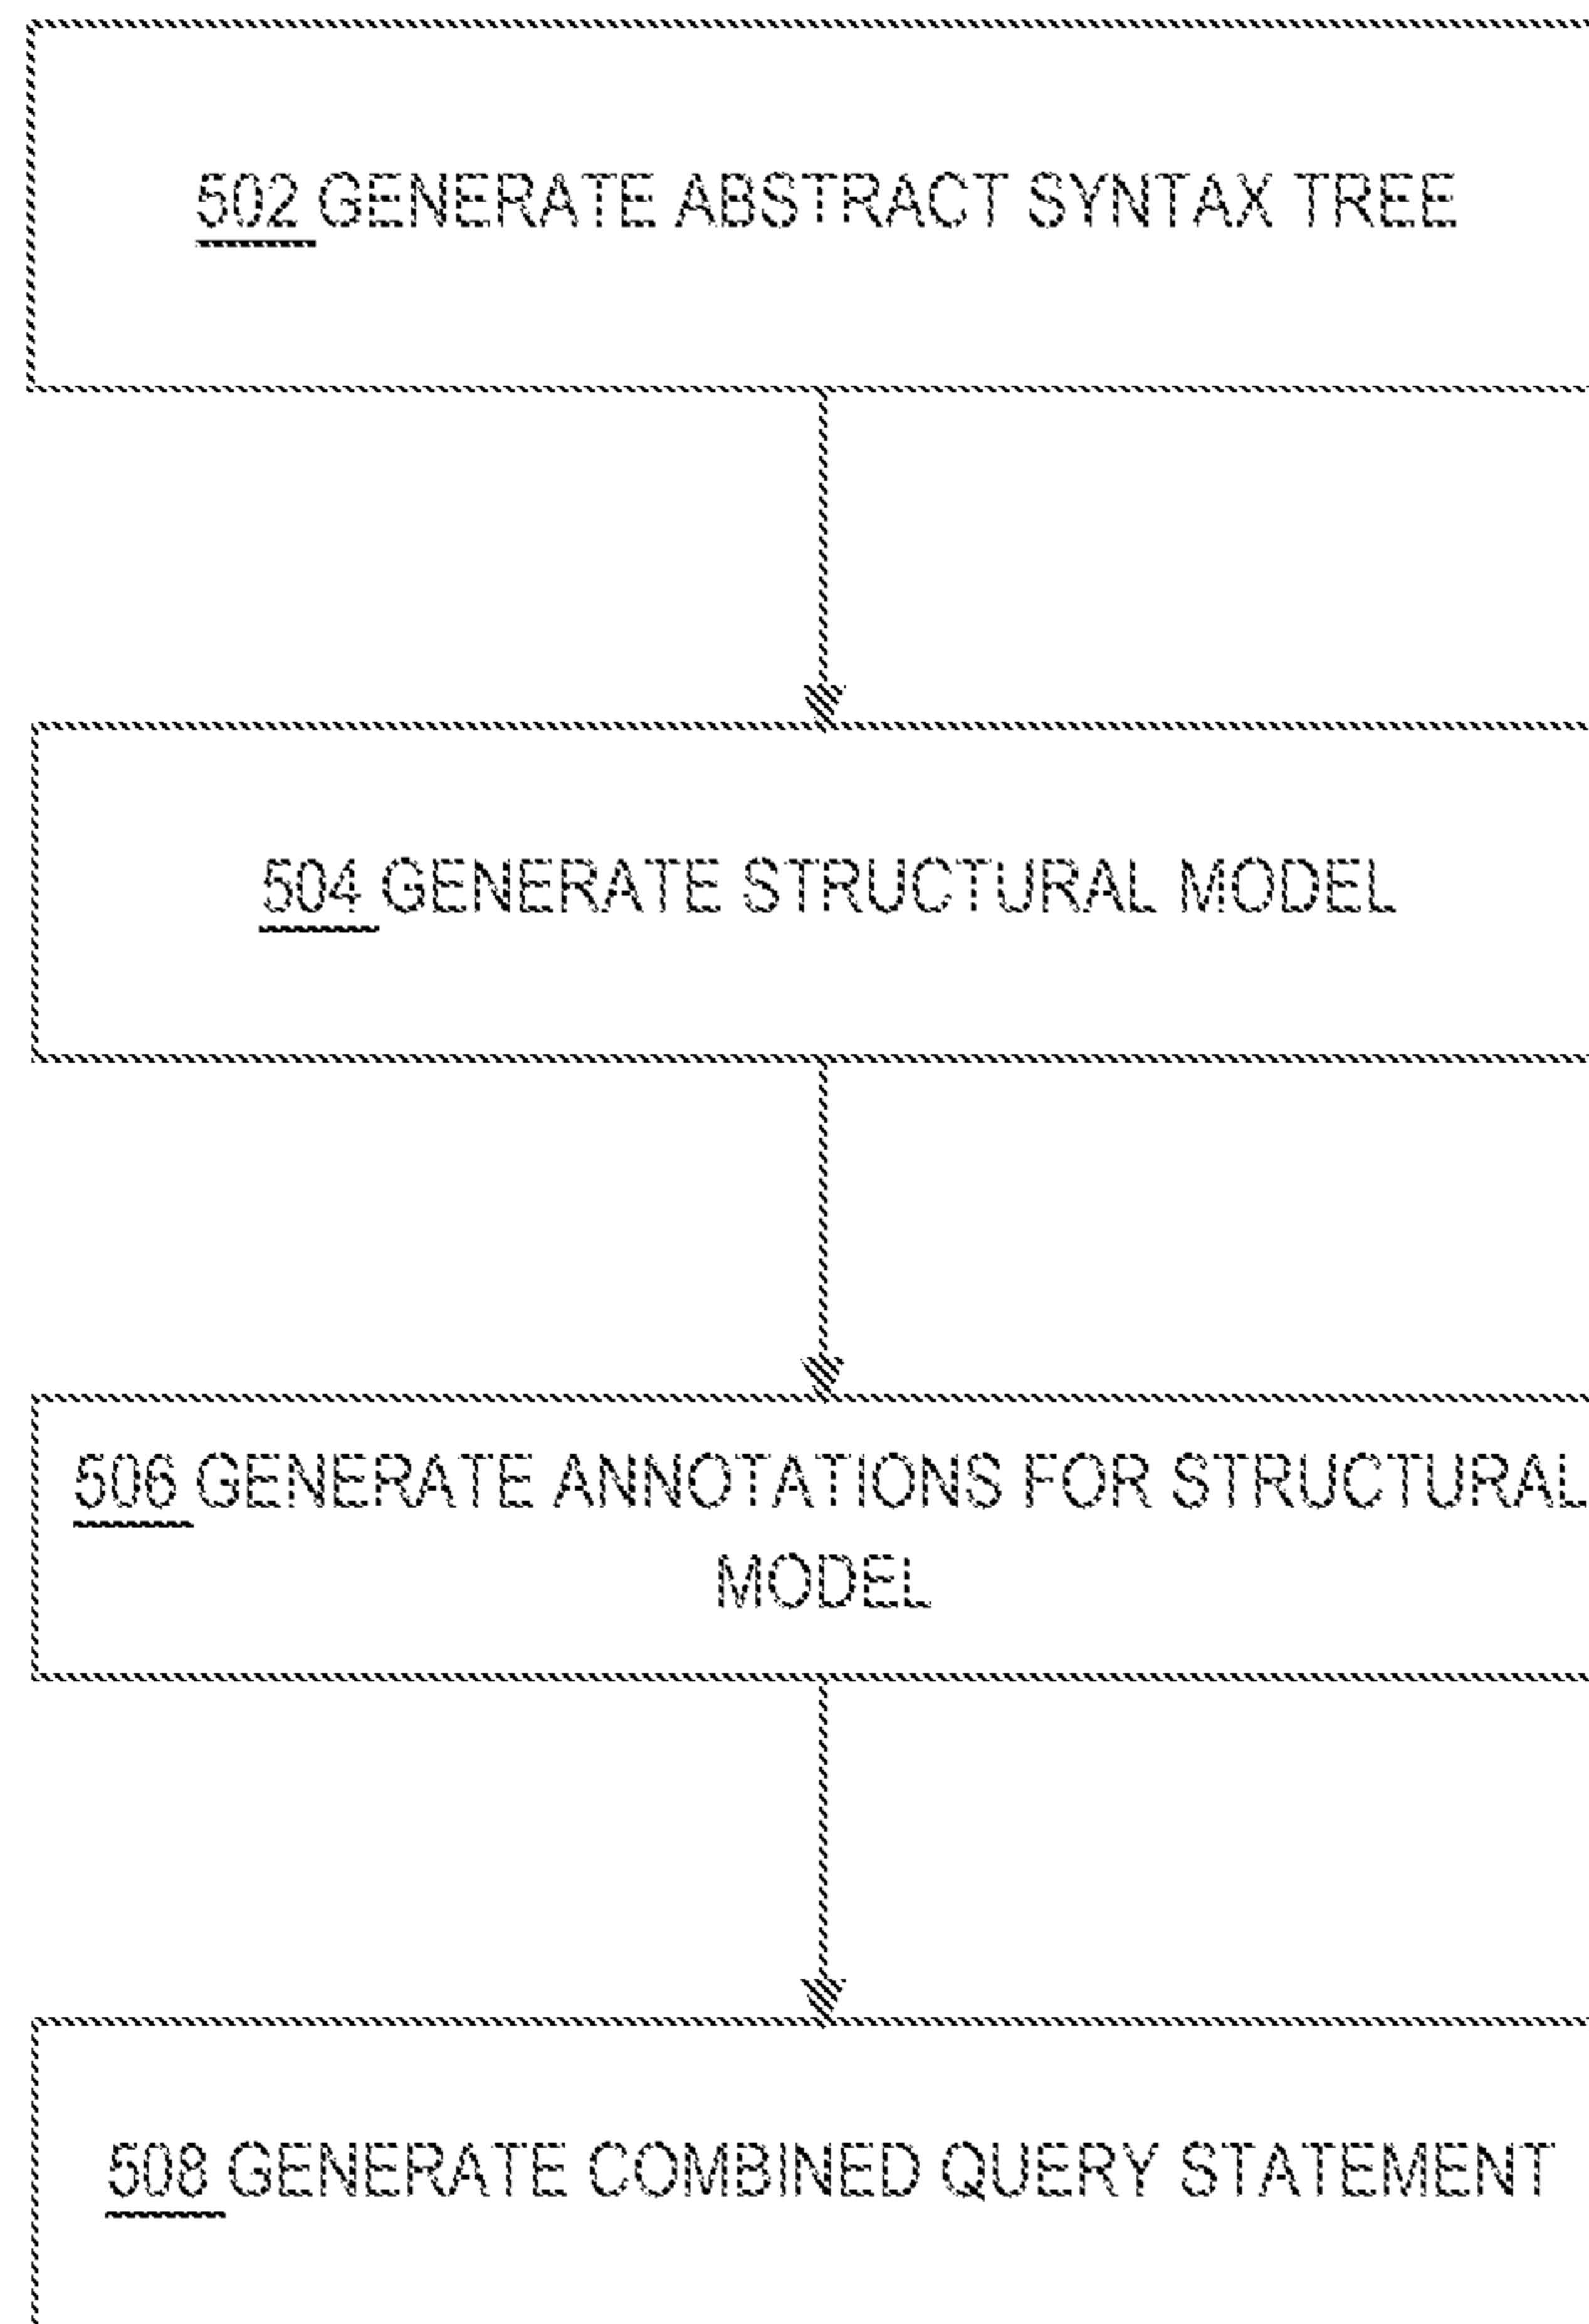 502 GENERATE ABSTRACT SYNTAX TREE
504 GENERATE STRUCTURAL MODEL
506 GENERATE ANNOTATIONS FOR STRUCTURAL
MODEL
508 GENERATE COMBINED QUERY STATEMENT